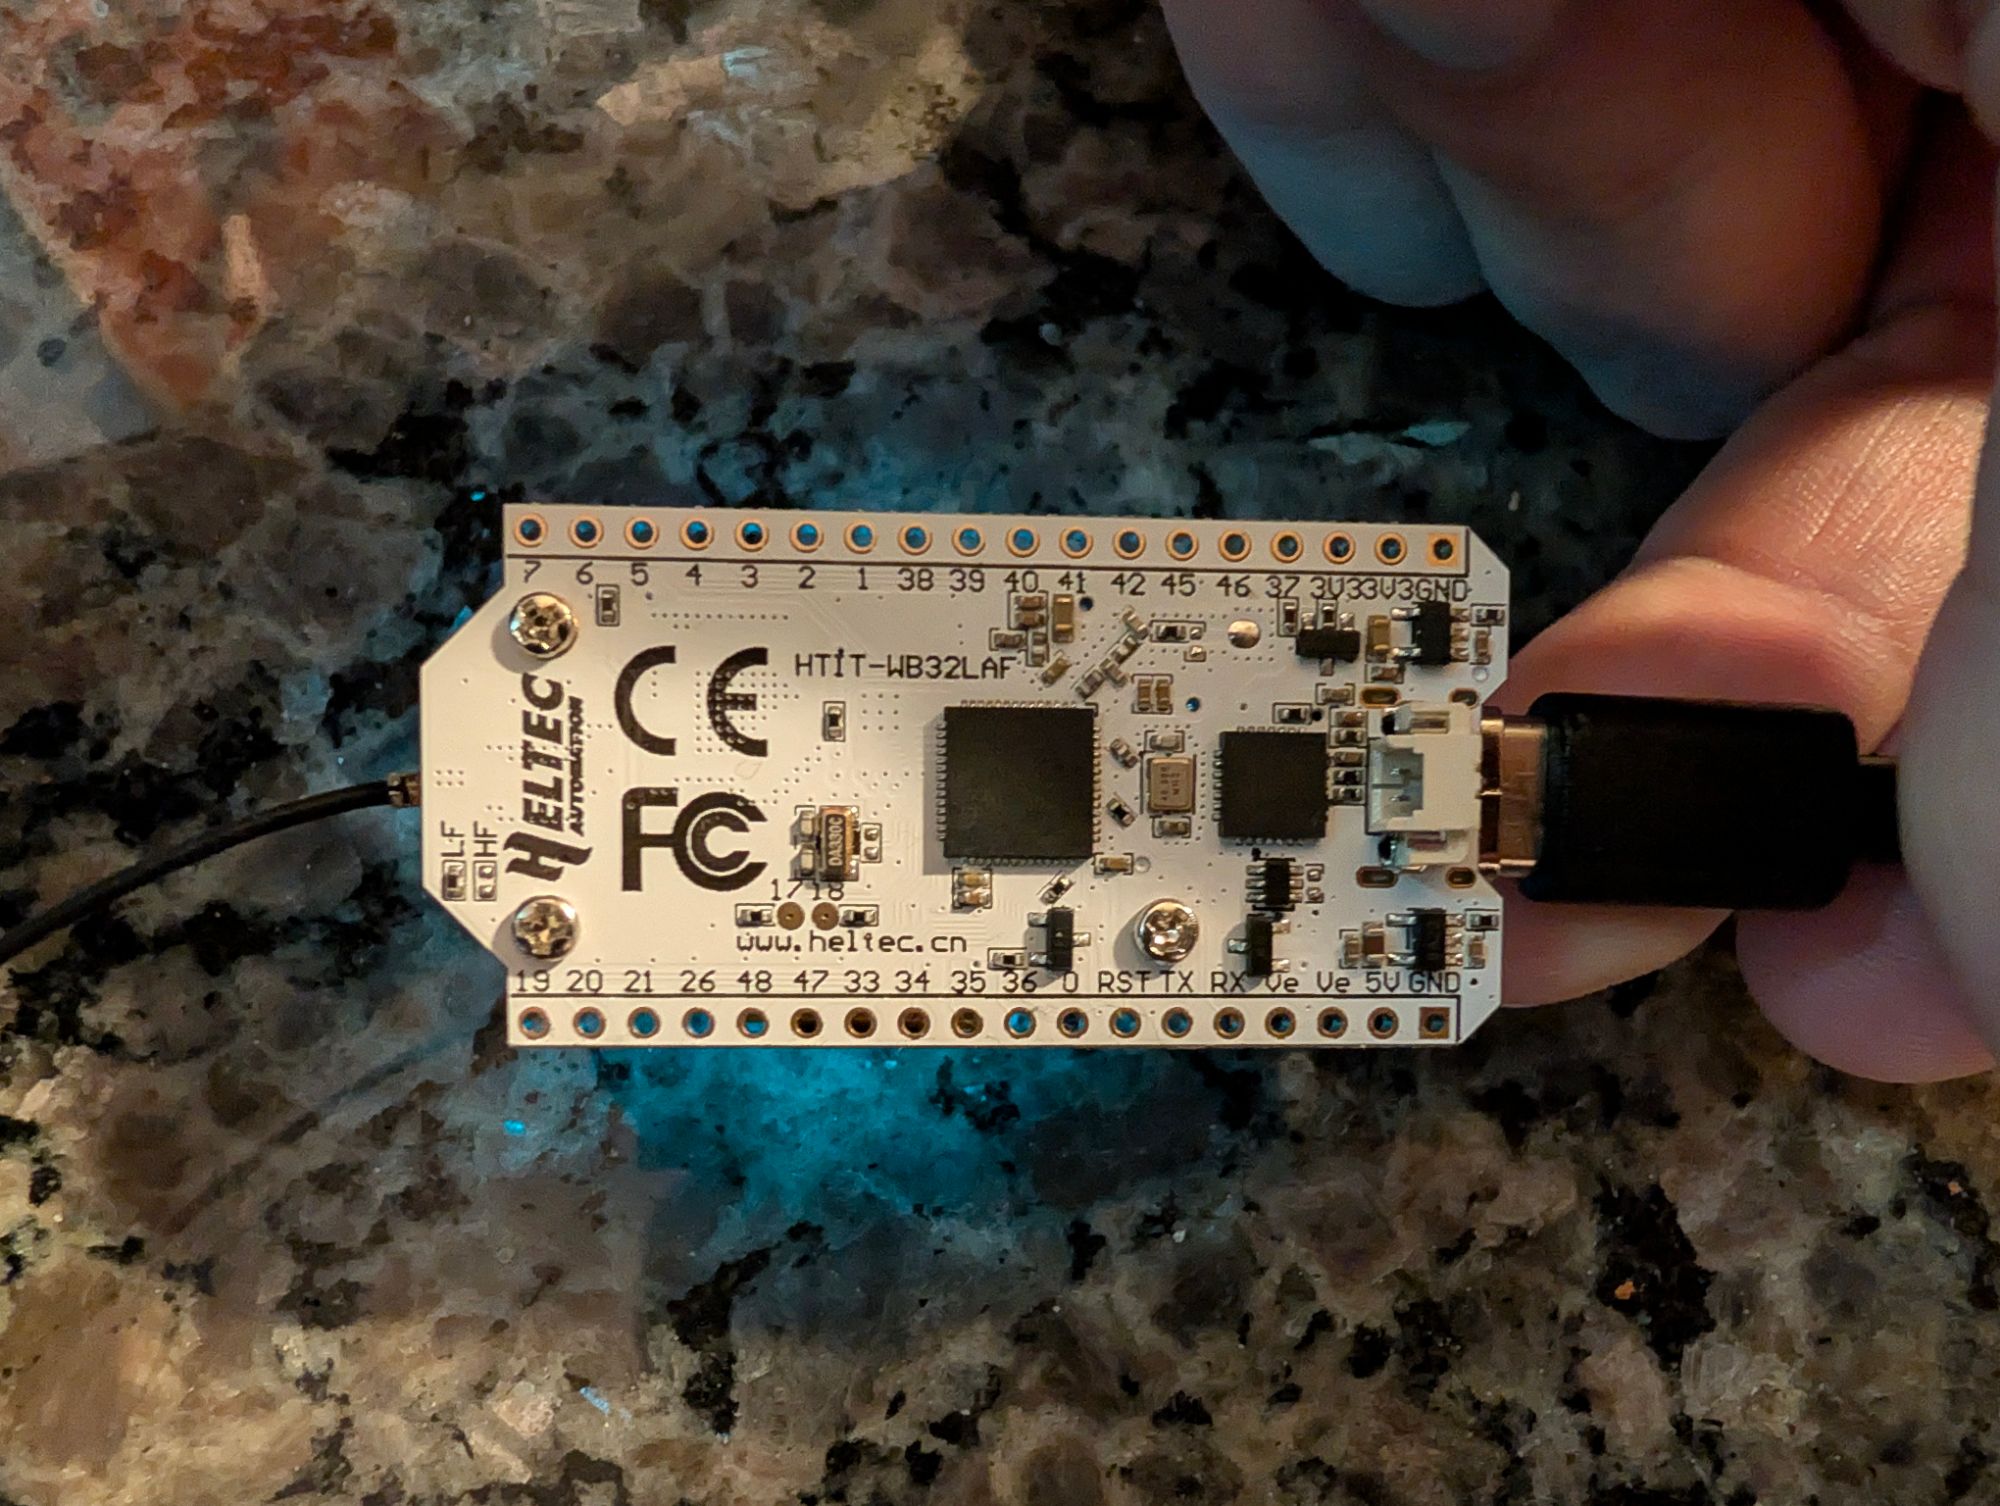 7 6 5 4 3 2 1 38 39 40 41 42 45 46 37 3V3 3V3 GND
HTIT-WB32LAF
CE
HELTEC
AUTOMATION
FC
LF
HF
DA330C
17 18
www.heltec.cn
19 20 21 26 48 47 33 34 35 36 0 RST TX RX Ve Ve 5V GND